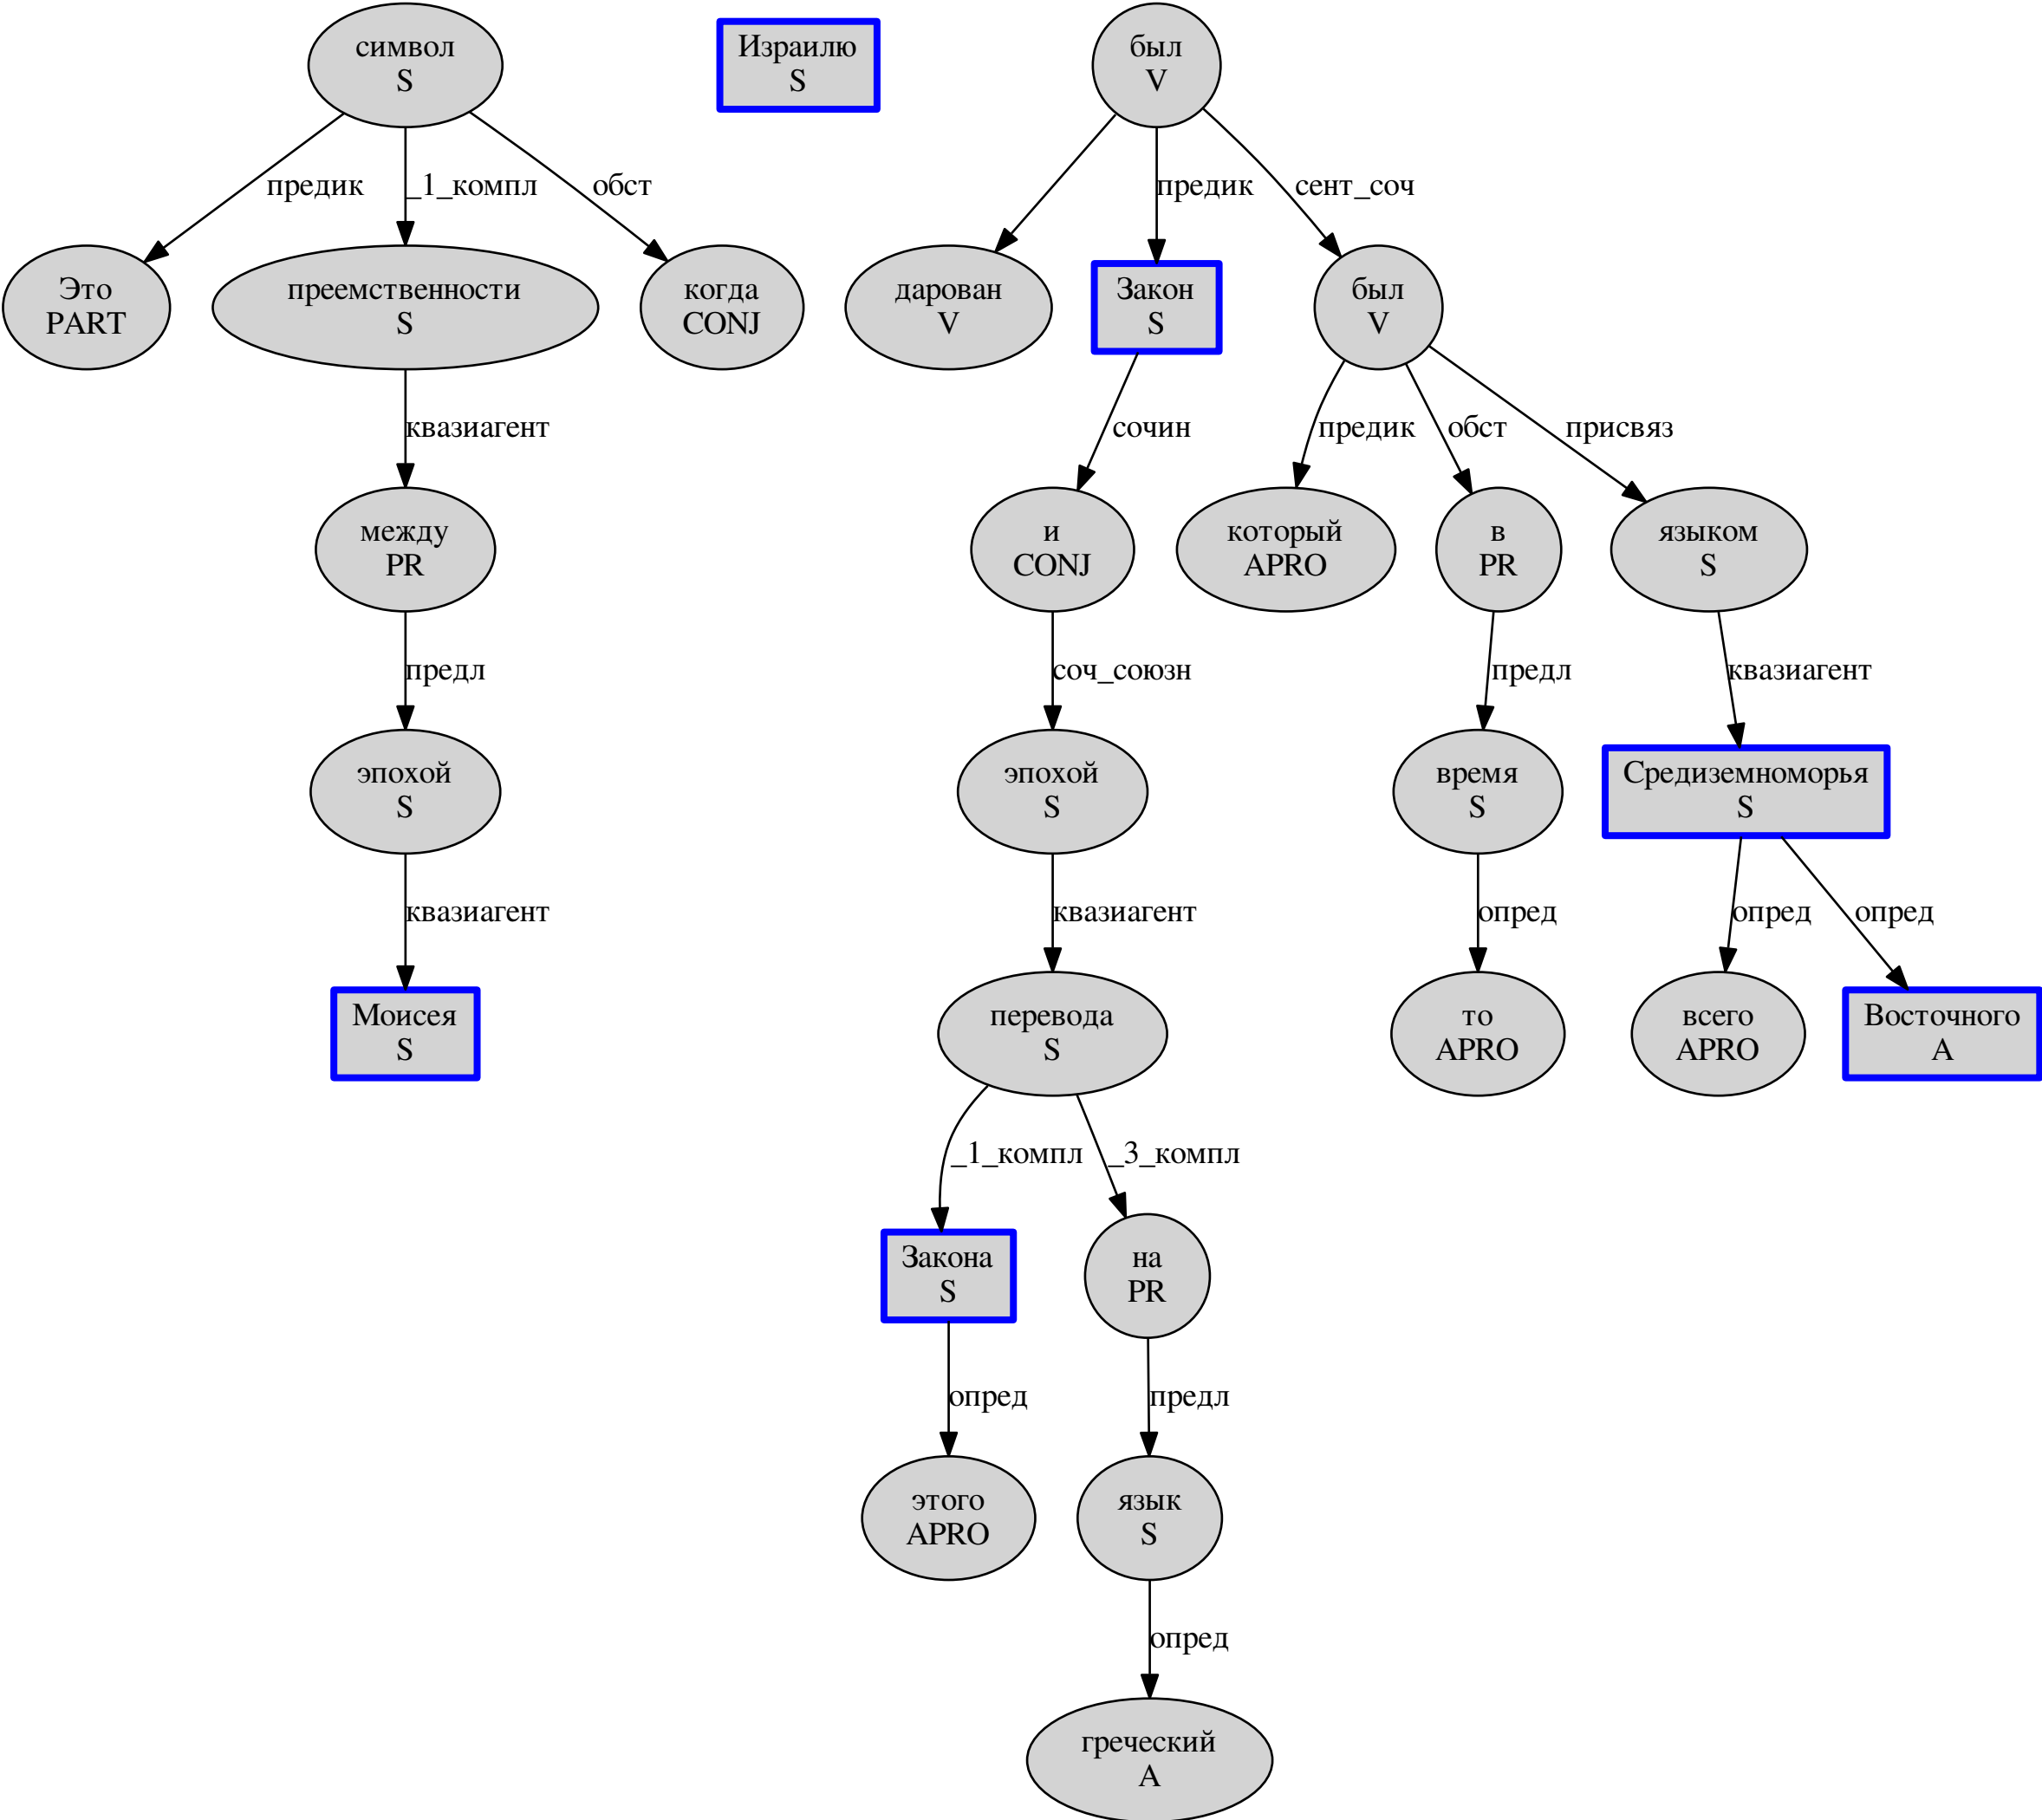 символ
S
Израилю
S
был
V
предик
_1_компл
обст
предик
сент_соч
Это
PART
преемственности
S
когда
CONJ
дарован
V
Закон
S
был
V
квазиагент
сочин
предик
обст
присвяз
между
PR
и
CONJ
который
APRO
в
PR
языком
S
предл
соч_союзн
предл
квазиагент
эпохой
S
эпохой
S
время
S
Средиземноморья
S
квазиагент
квазиагент
опред
опред
опред
Моисея
S
перевода
S
то
APRO
всего
APRO
Восточного
A
_1_компл
_3_компл
Закона
S
на
PR
опред
предл
этого
APRO
язык
S
опред
греческий
A